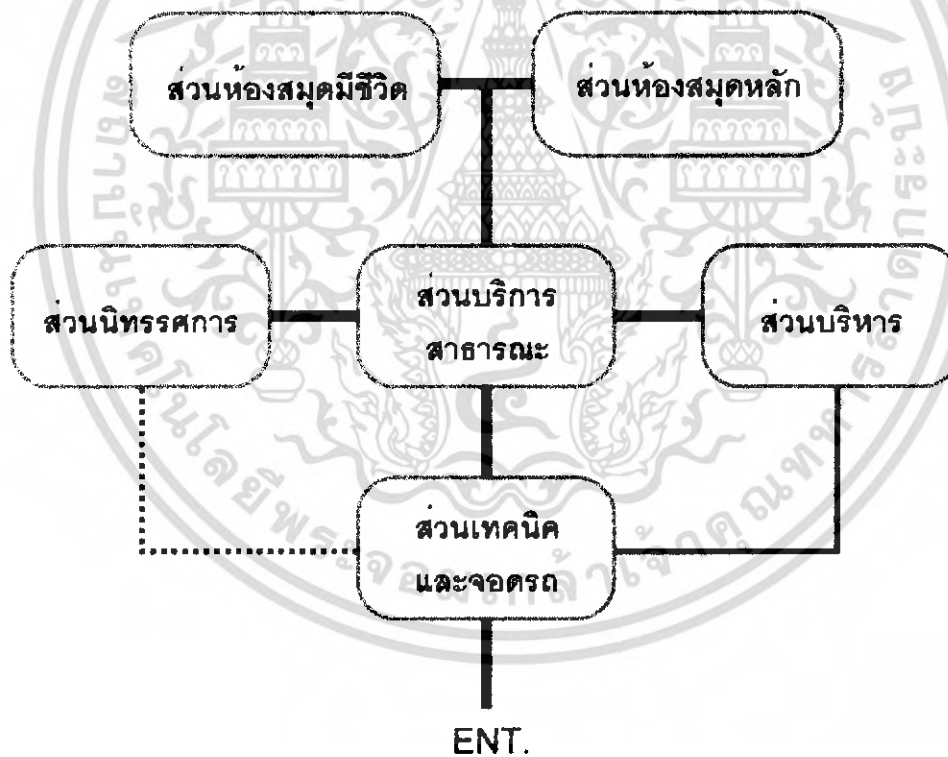 ส่วนห้องสมุดมีชีวิต
ส่วนห้องสมุดหลัก
ส่วนนิทรรศการ
ส่วนบริการ
สาธารณะ
ส่วนบริหาร
ส่วนเทคนิค
และจอดรถ
ENT.